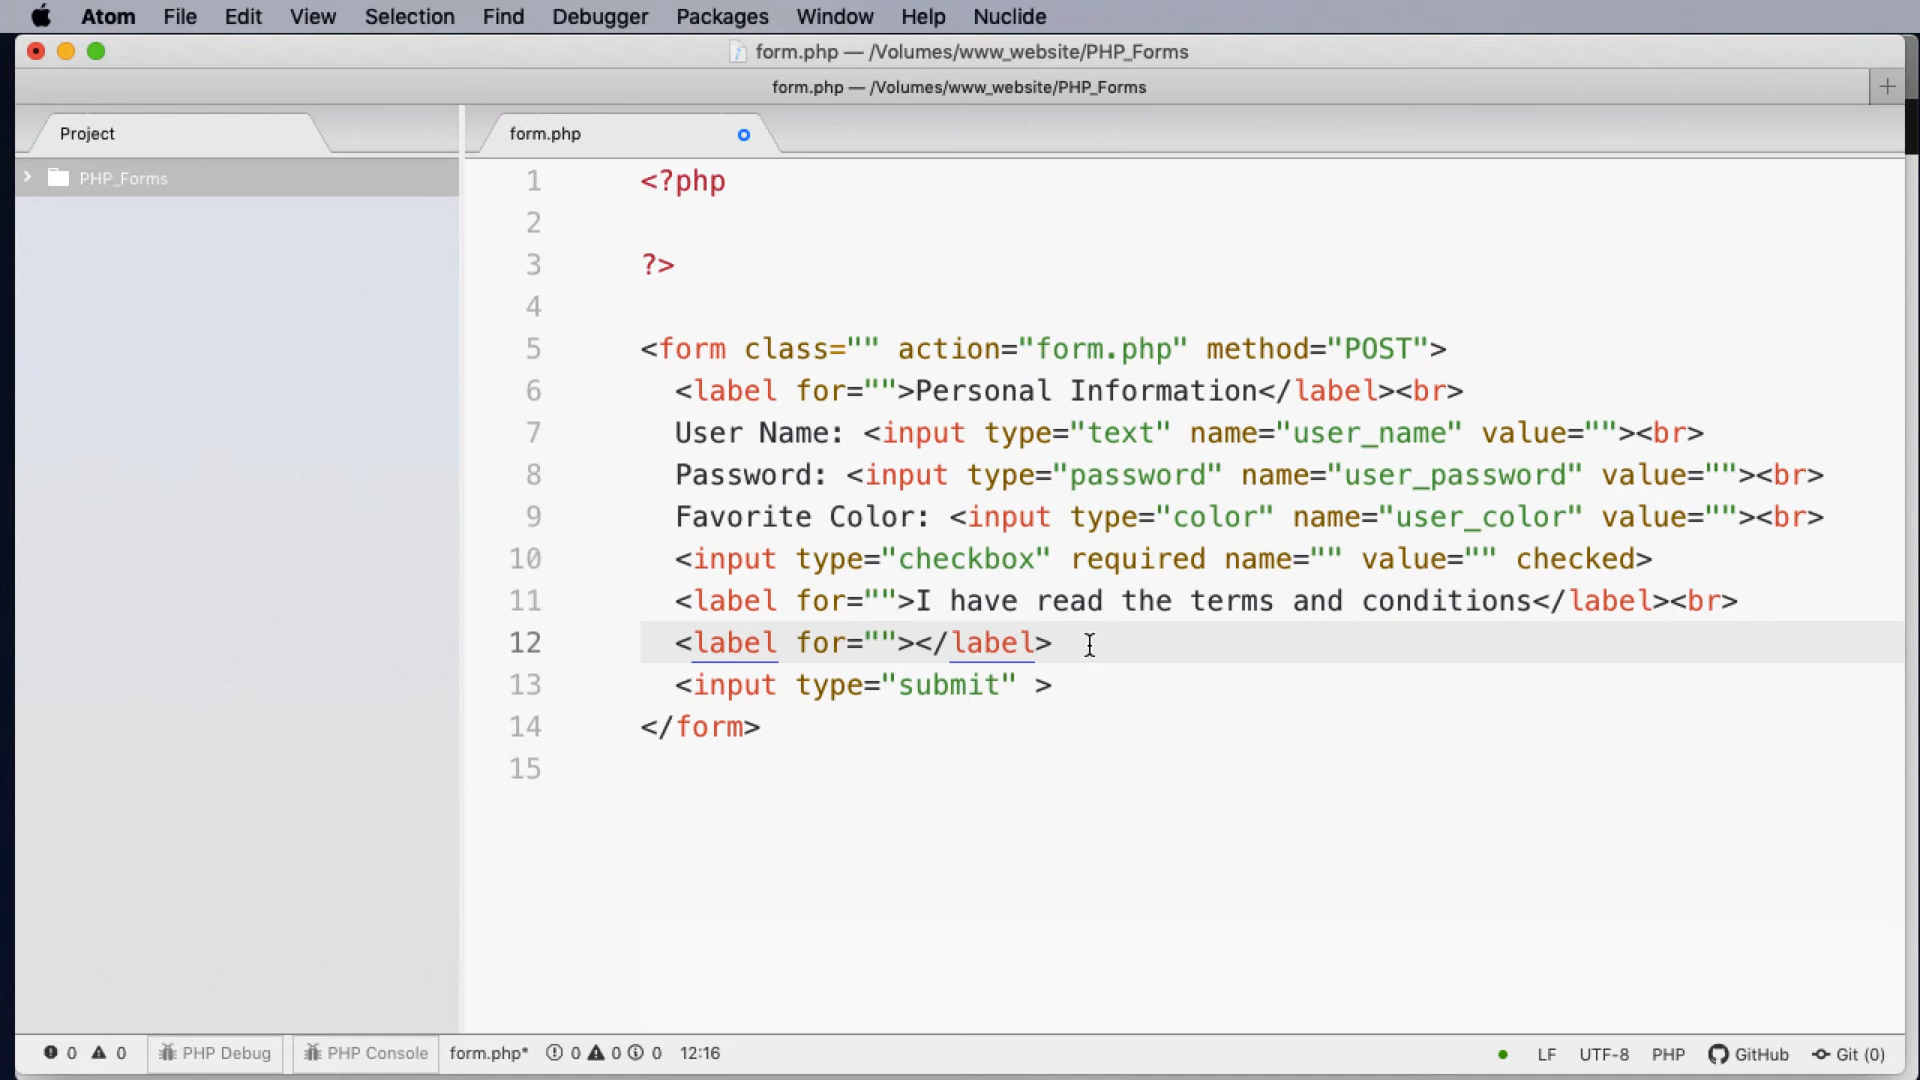 Atom File Edit View Selection Find Debugger Packages Window Help Nuclide
form.php — /Volumes/www_website/PHP_Forms
form.php — /Volumes/www_website/PHP_Forms
Project
form.php
PHP_Forms
1 <?php
2
3 ?>
4
5 <form class="" action="form.php" method="POST">
6 <label for="">Personal Information</label><br>
7 User Name: <input type="text" name="user_name" value=""><br>
8 Password: <input type="password" name="user_password" value=""><br>
9 Favorite Color: <input type="color" name="user_color" value=""><br>
10 <input type="checkbox" required name="" value="" checked>
11 <label for="">I have read the terms and conditions</label><br>
12 <label for=""></label>
13 <input type="submit" >
14 </form>
15
0 0 PHP Debug PHP Console form.php* 0 0 0 12:16 LF UTF-8 PHP GitHub Git (0)